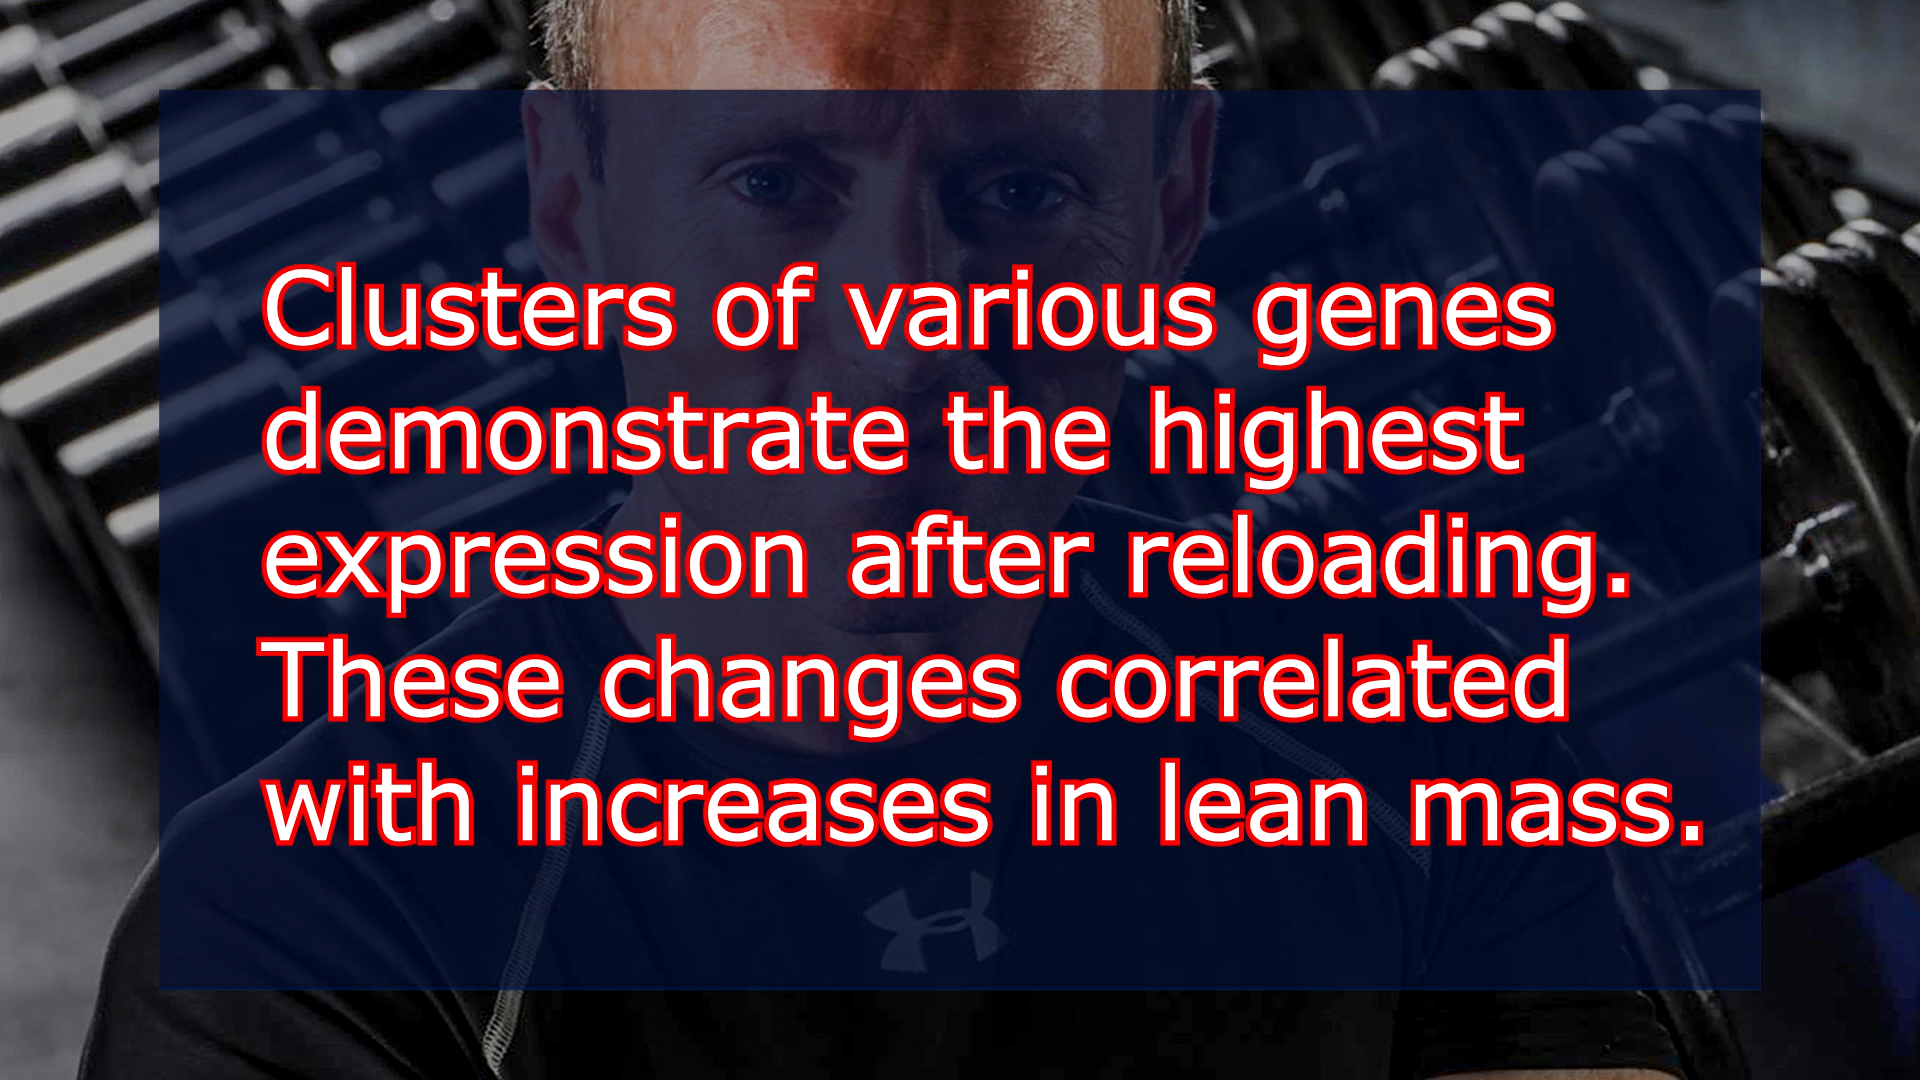 Clusters of various genes
demonstrate the highest
expression after reloading.
These changes correlated
with increases in lean mass.